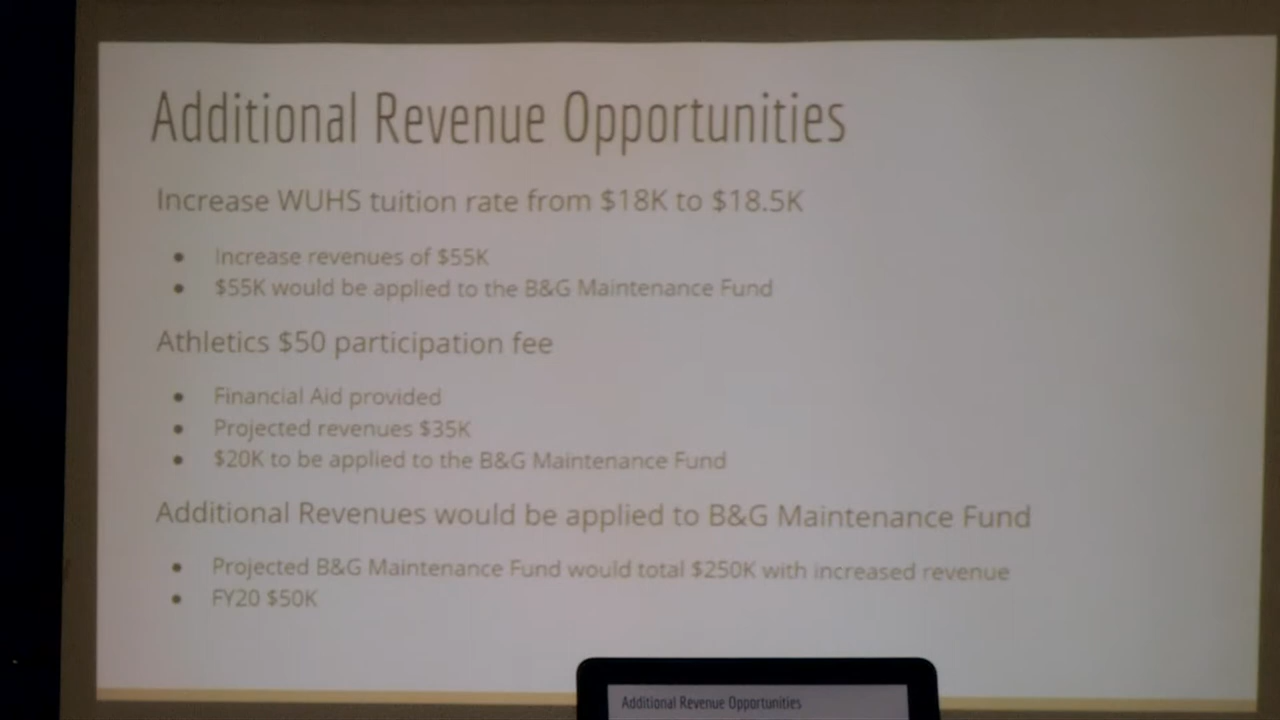 Additional Revenue Opportunities
Increase WUHS tuition rate from $18K to $18.5K
• Increase revenues of $55K
• $55K would be applied to the B&G Maintenance Fund
Athletics $50 participation fee
• Financial Aid provided
• Projected revenues $35K
• $20K to be applied to the B&G Maintenance Fund
Additional Revenues would be applied to B&G Maintenance Fund
• Projected B&G Maintenance Fund would total $250K with increased revenue
• FY20 $50K
Additional Revenue Opportunities